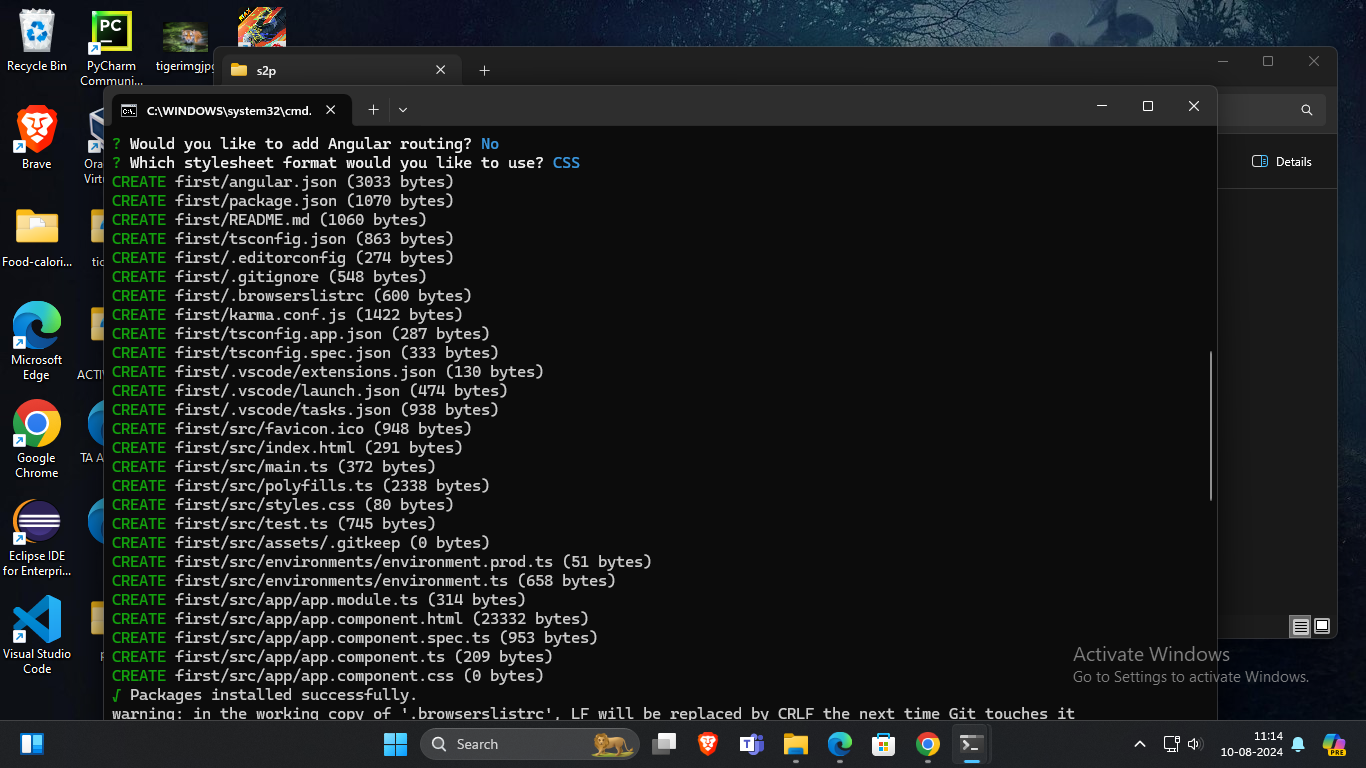 Recycle Bin
PyCharm
Communi...
tigerimgjpg
s2p
C:\WINDOWS\system32\cmd.
Details
? Would you like to add Angular routing? No
? Which stylesheet format would you like to use? CSS
CREATE first/angular.json (3033 bytes)
CREATE first/package.json (1070 bytes)
CREATE first/README.md (1060 bytes)
CREATE first/tsconfig.json (863 bytes)
CREATE first/.editorconfig (274 bytes)
CREATE first/.gitignore (548 bytes)
CREATE first/.browserslistrc (600 bytes)
CREATE first/karma.conf.js (1422 bytes)
CREATE first/tsconfig.app.json (287 bytes)
CREATE first/tsconfig.spec.json (333 bytes)
CREATE first/.vscode/extensions.json (130 bytes)
CREATE first/.vscode/launch.json (474 bytes)
CREATE first/.vscode/tasks.json (938 bytes)
CREATE first/src/favicon.ico (948 bytes)
CREATE first/src/index.html (291 bytes)
CREATE first/src/main.ts (372 bytes)
CREATE first/src/polyfills.ts (2338 bytes)
CREATE first/src/styles.css (80 bytes)
CREATE first/src/test.ts (745 bytes)
CREATE first/src/assets/.gitkeep (0 bytes)
CREATE first/src/environments/environment.prod.ts (51 bytes)
CREATE first/src/environments/environment.ts (658 bytes)
CREATE first/src/app/app.module.ts (314 bytes)
CREATE first/src/app/app.component.html (23332 bytes)
CREATE first/src/app/app.component.spec.ts (953 bytes)
CREATE first/src/app/app.component.ts (209 bytes)
CREATE first/src/app/app.component.css (0 bytes)
√ Packages installed successfully.
warning: in the working copy of '.browserslistrc', LF will be replaced by CRLF the next time Git touches it
Brave
Ora
Virt
Food-calori...
tic
Microsoft
Edge
ACTIV
Google
Chrome
TA A
Eclipse IDE
for Enterpri...
Visual Studio
Code
Activate Windows
Go to Settings to activate Windows.
Search
11:14
10-08-2024
PRE